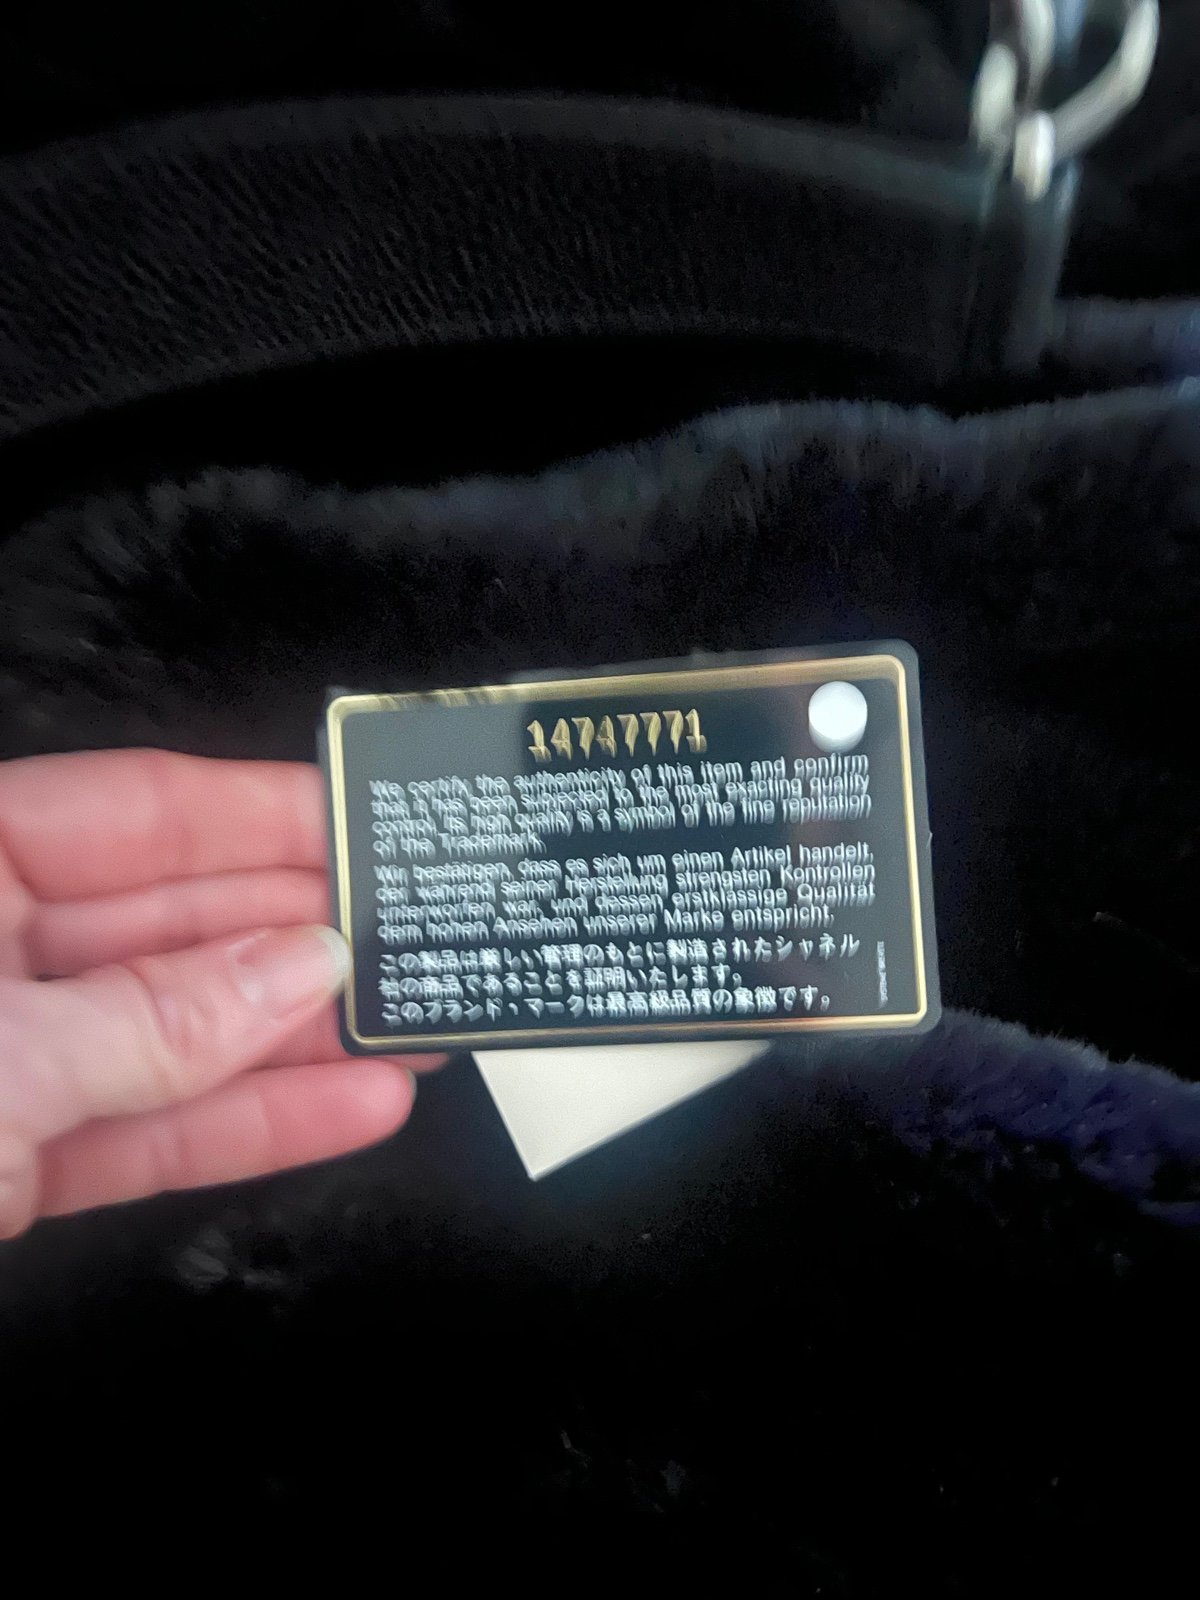 14747771
We certify the authenticity of this item and confirm
that it has been subjected to the most exacting quality
control. Its high quality is a symbol of the fine reputation
of the Trademark.
Wir bestätigen, dass es sich um einen Artikel handelt,
der während seiner Herstellung strengsten Kontrollen
unterworfen war, und dessen erstklassige Qualität
dem hohen Ansehen unserer Marke entspricht.
この製品は厳しい管理のもとに製造されたシャネル
社の商品であることを証明いたします。
このブランド・マークは最高級品質の象徴です。